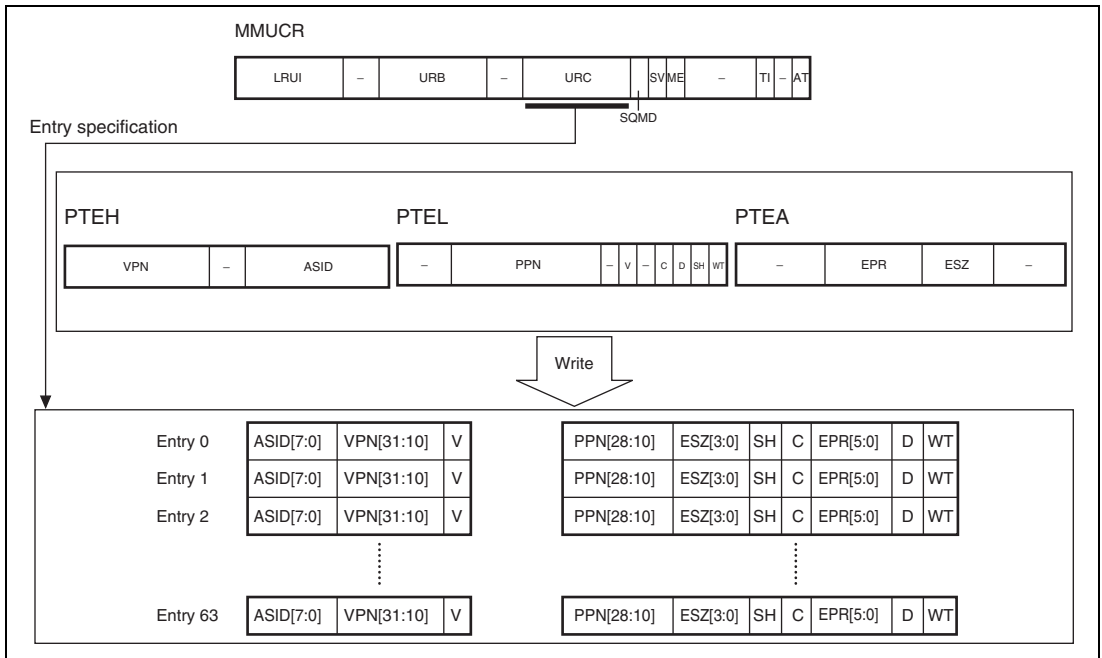 MMUCR
LRUI – URB – URC SV ME – TI – AT
SQMD
Entry specification
PTEH PTEL PTEA
VPN – ASID – PPN – V – C D SH WT – EPR ESZ –
Write
Entry 0 ASID[7:0] VPN[31:10] V PPN[28:10] ESZ[3:0] SH C EPR[5:0] D WT
Entry 1 ASID[7:0] VPN[31:10] V PPN[28:10] ESZ[3:0] SH C EPR[5:0] D WT
Entry 2 ASID[7:0] VPN[31:10] V PPN[28:10] ESZ[3:0] SH C EPR[5:0] D WT
Entry 63 ASID[7:0] VPN[31:10] V PPN[28:10] ESZ[3:0] SH C EPR[5:0] D WT